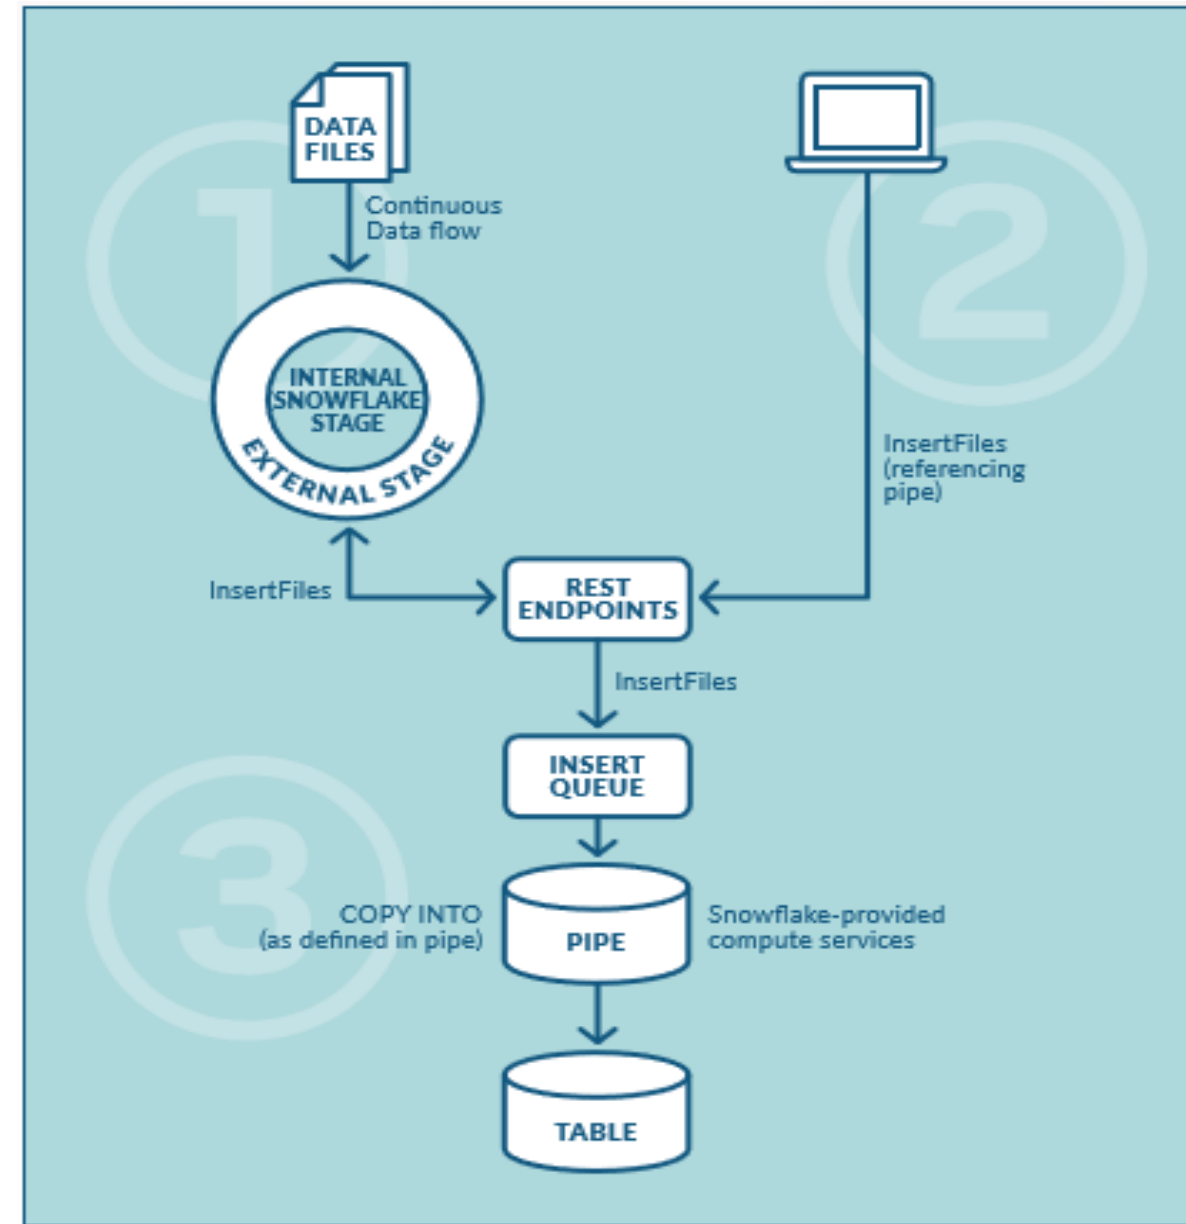 1
DATA
FILES
Continuous
Data flow
INTERNAL
SNOWFLAKE
STAGE
EXTERNAL STAGE
2
InsertFiles
(referencing
pipe)
InsertFiles
REST
ENDPOINTS
InsertFiles
INSERT
QUEUE
3
COPY INTO
(as defined in pipe)
PIPE
Snowflake-provided
compute services
TABLE